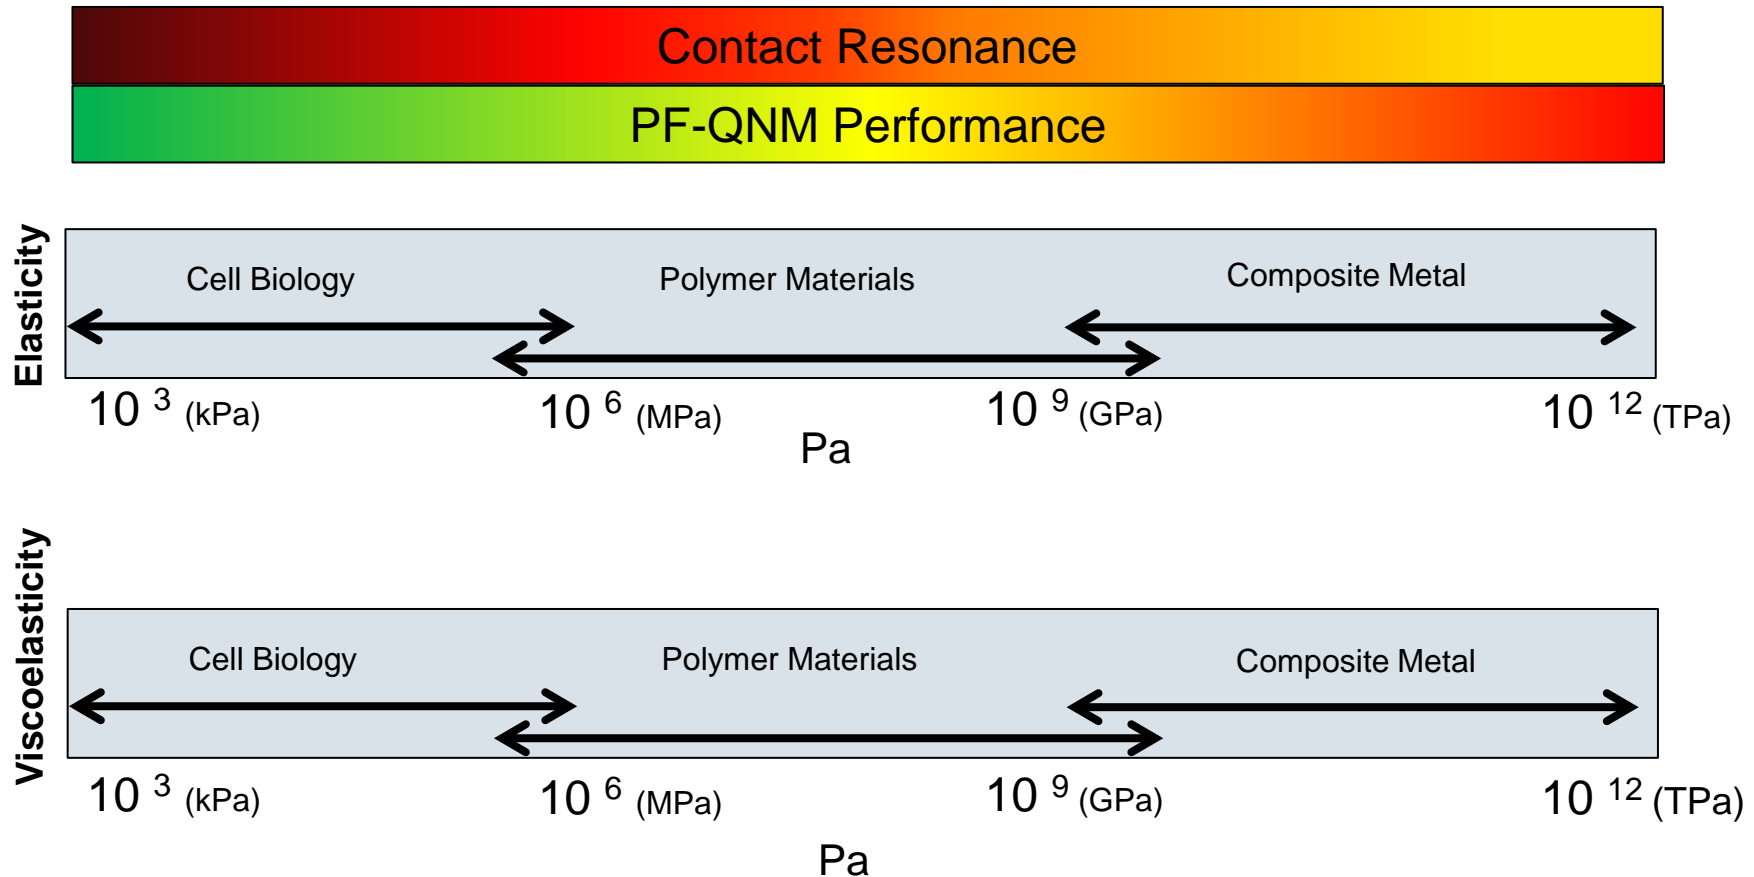 Contact Resonance
PF-QNM Performance
Elasticity
Cell Biology
Polymer Materials
Composite Metal
10 3 (kPa)
10 6 (MPa)
10 9 (GPa)
10 12 (TPa)
Pa
Viscoelasticity
Cell Biology
Polymer Materials
Composite Metal
10 3 (kPa)
10 6 (MPa)
10 9 (GPa)
10 12 (TPa)
Pa